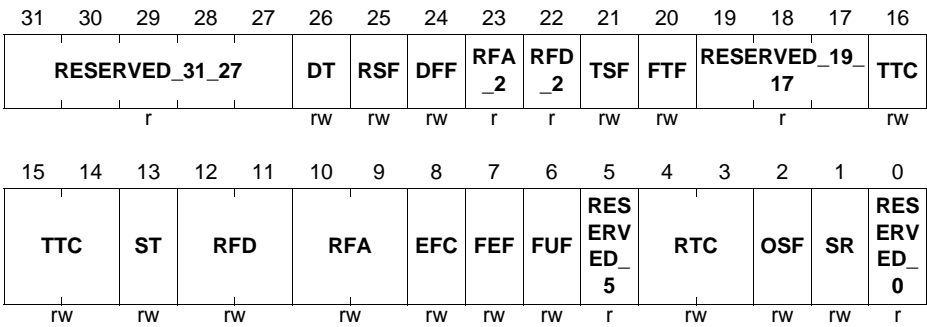 31 30 29 28 27 26 25 24 23 22 21 20 19 18 17 16
RESERVED_31_27 DT RSF DFF RFA_2 RFD_2 TSF FTF RESERVED_19_17 TTC
r rw rw rw r r rw rw r rw
15 14 13 12 11 10 9 8 7 6 5 4 3 2 1 0
TTC ST RFD RFA EFC FEF FUF RESERVED_5 RTC OSF SR RESERVED_0
rw rw rw rw rw rw rw r rw rw rw r